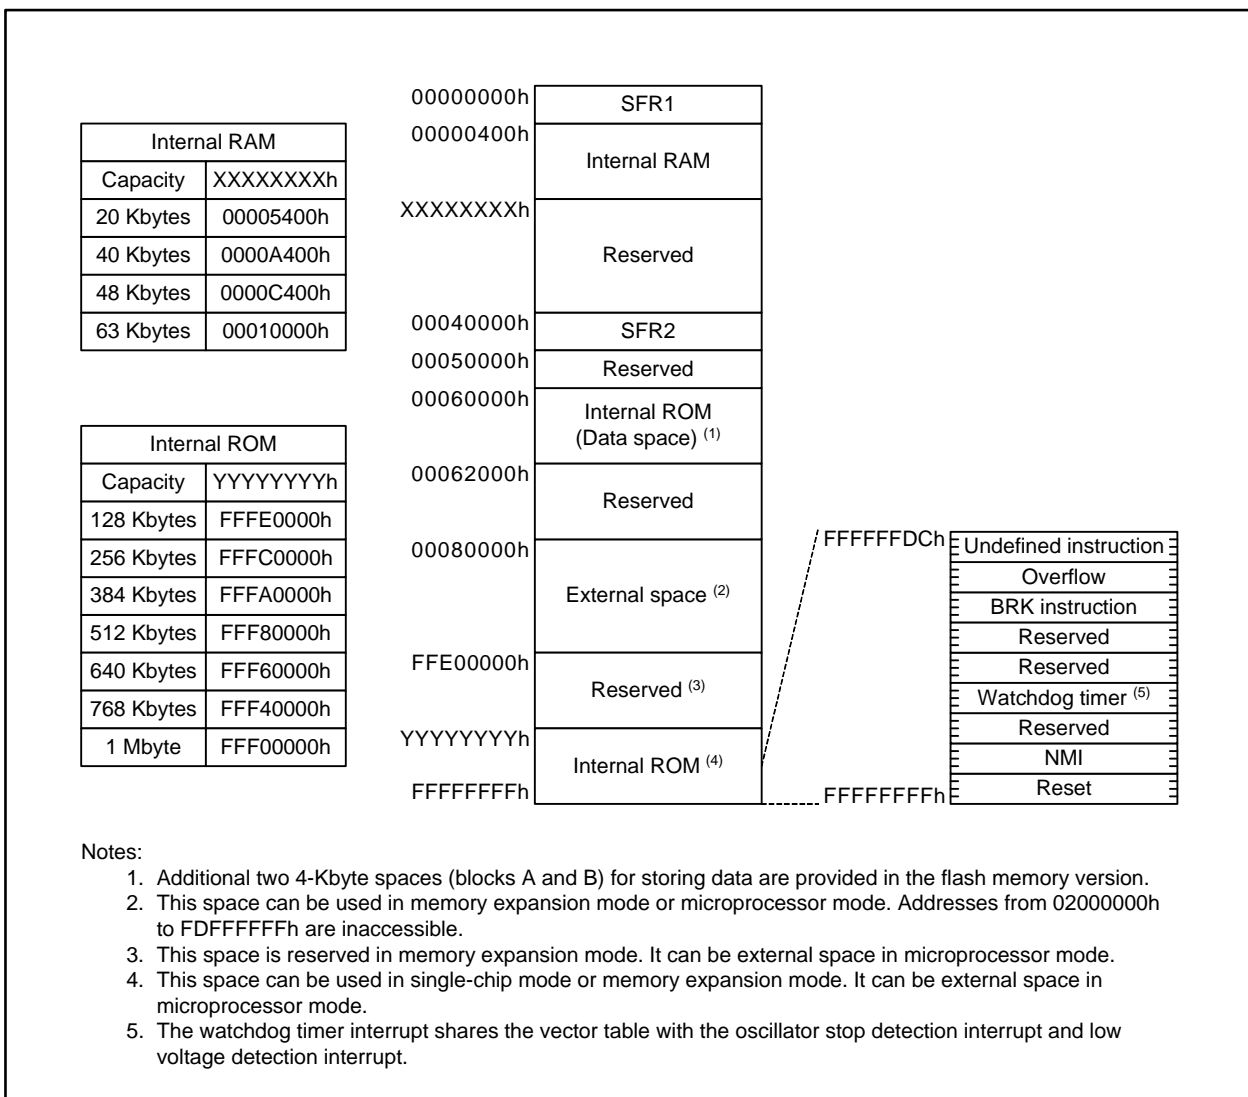 Internal RAM
Capacity XXXXXXXXh
20 Kbytes 00005400h
40 Kbytes 0000A400h
48 Kbytes 0000C400h
63 Kbytes 00010000h
Internal ROM
Capacity YYYYYYYYh
128 Kbytes FFFE0000h
256 Kbytes FFFC0000h
384 Kbytes FFFA0000h
512 Kbytes FFF80000h
640 Kbytes FFF60000h
768 Kbytes FFF40000h
1 Mbyte FFF00000h
00000000h
SFR1
00000400h
Internal RAM
XXXXXXXXh
Reserved
00040000h
SFR2
00050000h
Reserved
00060000h
Internal ROM
(Data space) (1)
00062000h
Reserved
00080000h
External space (2)
FFE00000h
Reserved (3)
YYYYYYYYh
Internal ROM (4)
FFFFFFFFh
FFFFFFDCh
Undefined instruction
Overflow
BRK instruction
Reserved
Reserved
Watchdog timer (5)
Reserved
NMI
Reset
FFFFFFFFh
Notes:
1. Additional two 4-Kbyte spaces (blocks A and B) for storing data are provided in the flash memory version.
2. This space can be used in memory expansion mode or microprocessor mode. Addresses from 02000000h
to FDFFFFFFh are inaccessible.
3. This space is reserved in memory expansion mode. It can be external space in microprocessor mode.
4. This space can be used in single-chip mode or memory expansion mode. It can be external space in
microprocessor mode.
5. The watchdog timer interrupt shares the vector table with the oscillator stop detection interrupt and low
voltage detection interrupt.